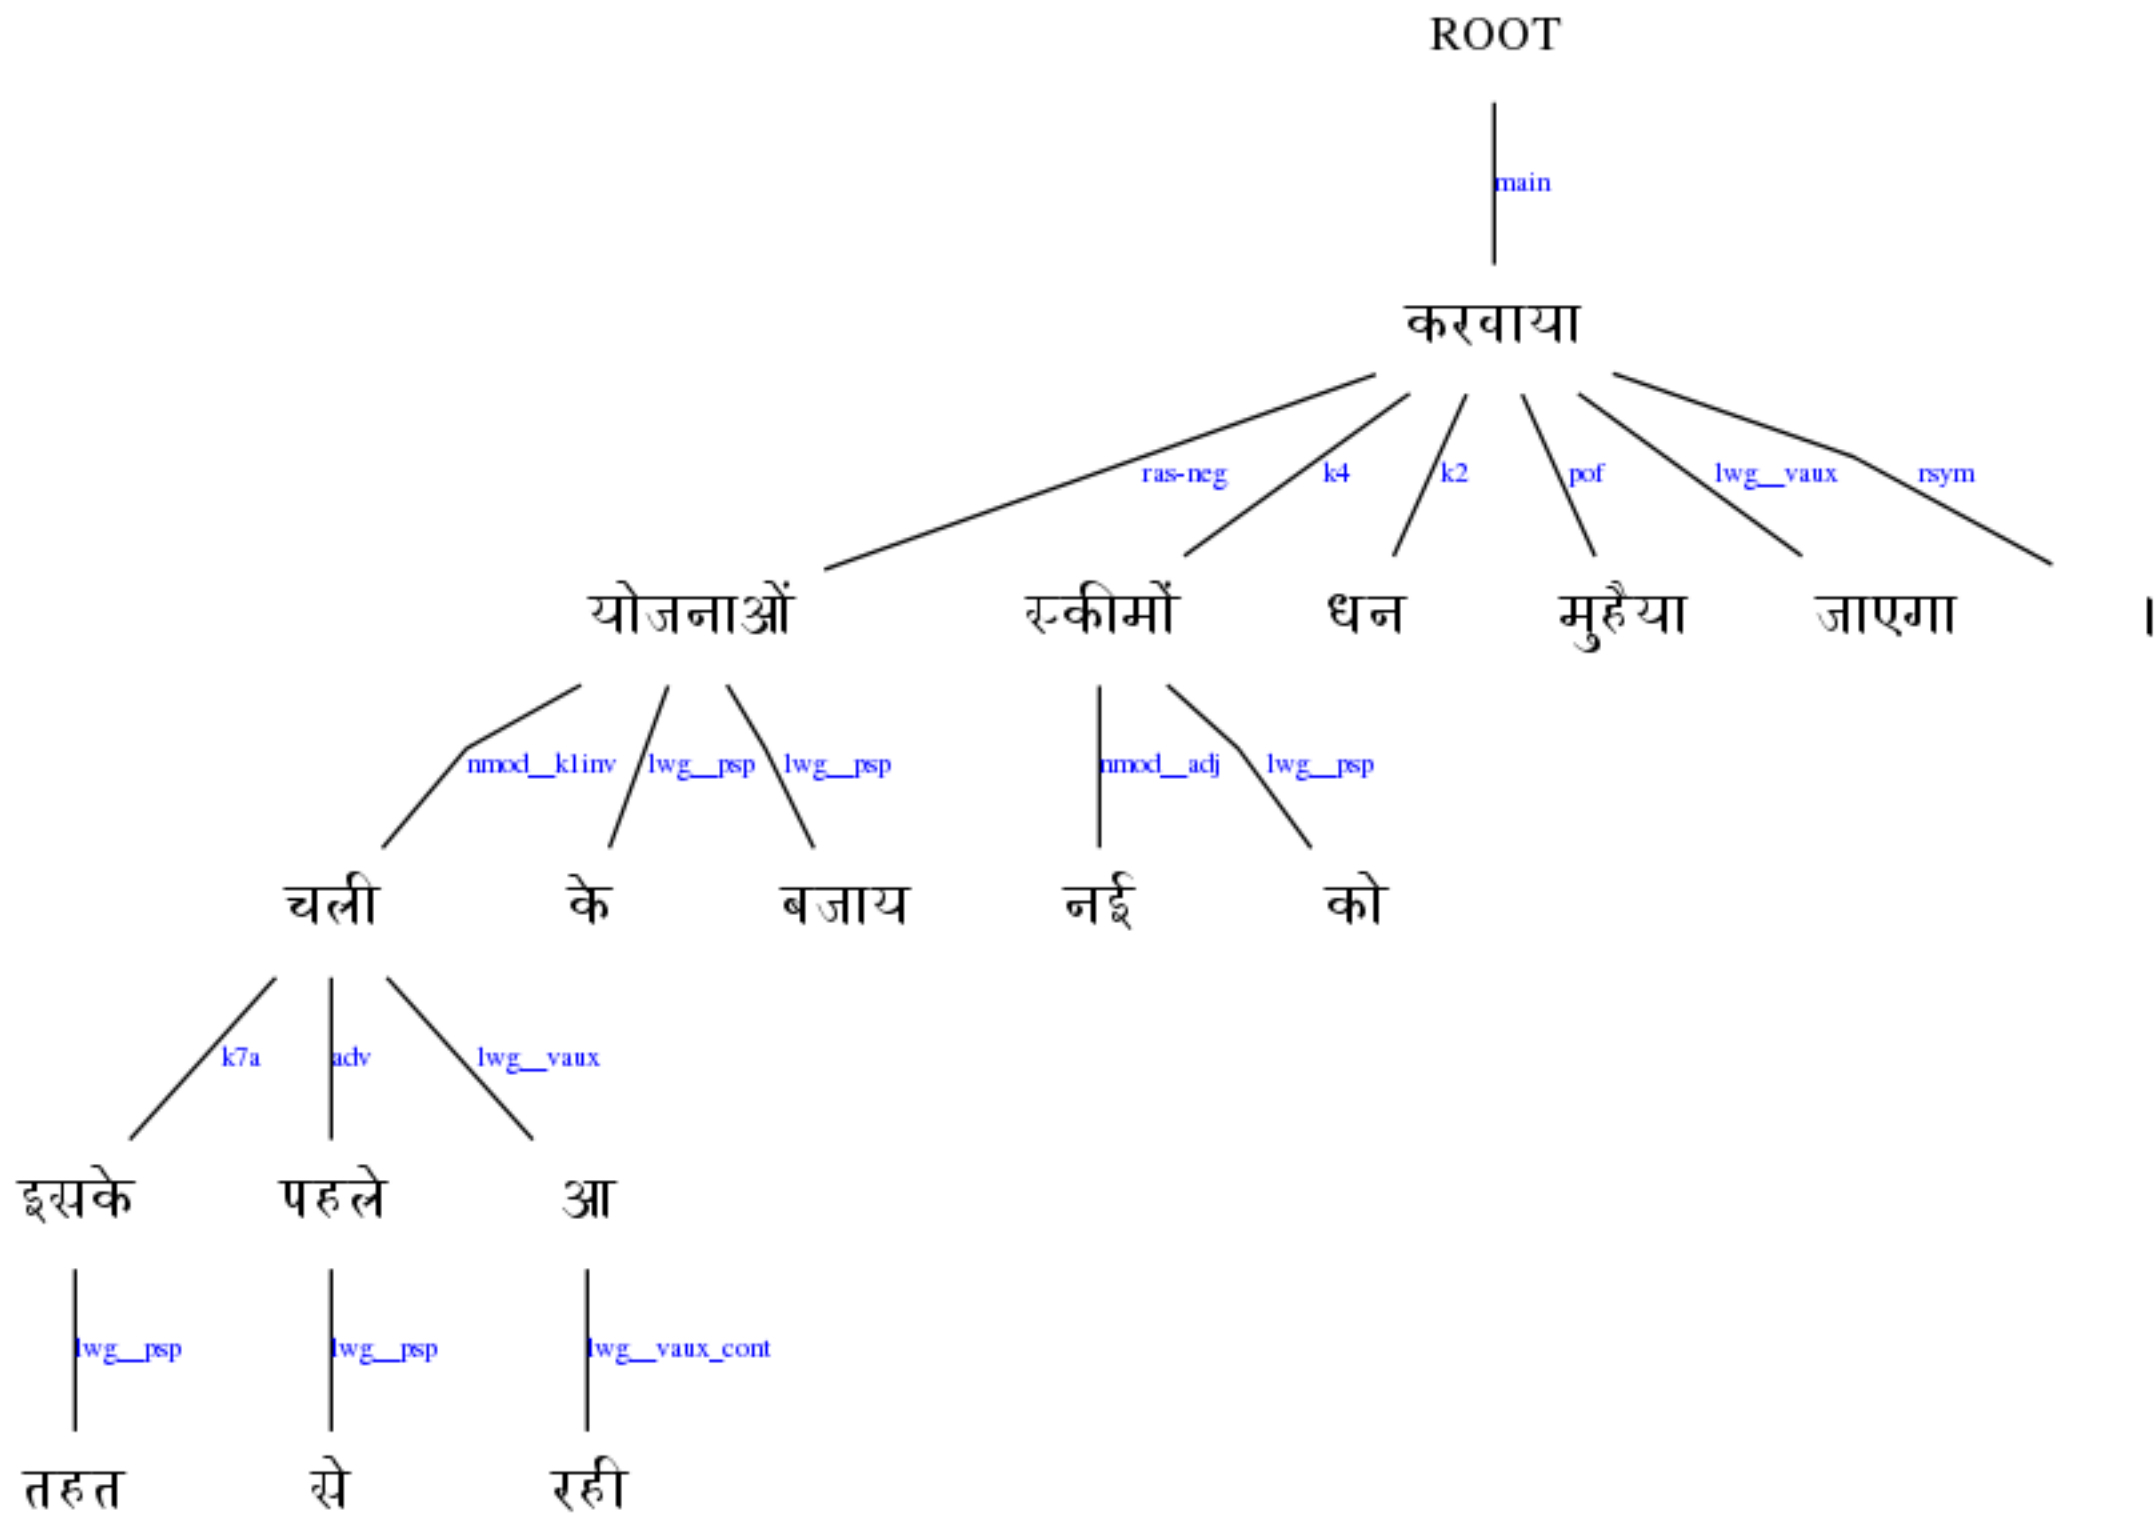 ROOT
main
करवाया
ras-neg k4 k2 pof lwg__vaux rsym
योजनाओं स्कीमों धन मुहैया जाएगा ।
nmod__k1inv lwg__psp lwg__psp nmod__adj lwg__psp
चली के बजाय नई को
k7a adv lwg__vaux
इसके पहले आ
lwg__psp lwg__psp lwg__vaux_cont
तहत से रही